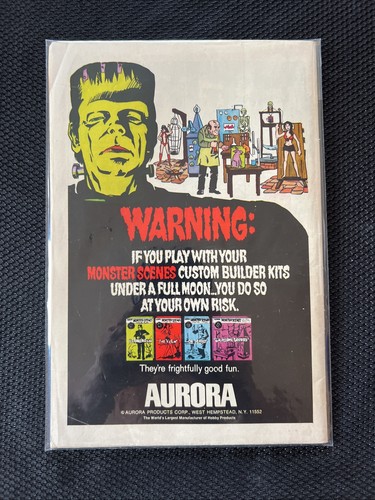 WARNING:
IF YOU PLAY WITH YOUR
MONSTER SCENES CUSTOM BUILDER KITS
UNDER A FULL MOON...YOU DO SO
AT YOUR OWN RISK.
They're frightfully good fun.
AURORA
© AURORA PRODUCTS CORP., WEST HEMPSTEAD, N.Y. 11552
The World's Largest Manufacturer of Hobby Products